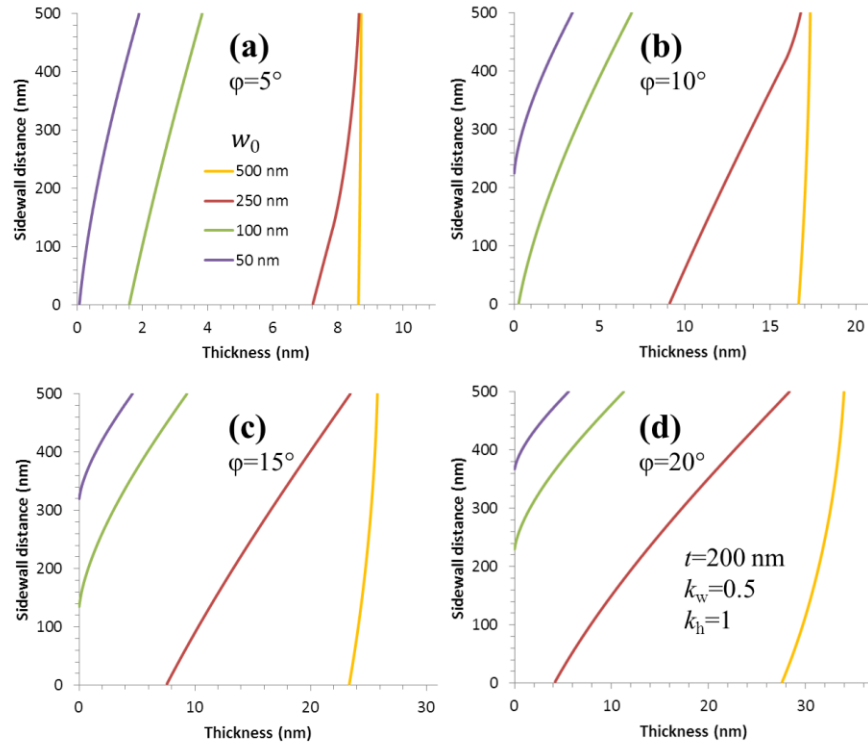 500
400
300
200
100
0
Sidewall distance (nm)
(a)
φ=5°
w0
500 nm
250 nm
100 nm
50 nm
0 2 4 6 8 10
Thickness (nm)
500
400
300
200
100
0
Sidewall distance (nm)
(b)
φ=10°
0 5 10 15 20
Thickness (nm)
500
400
300
200
100
0
Sidewall distance (nm)
(c)
φ=15°
0 10 20 30
Thickness (nm)
500
400
300
200
100
0
Sidewall distance (nm)
(d)
φ=20°
t=200 nm
kw=0.5
kh=1
0 10 20 30
Thickness (nm)